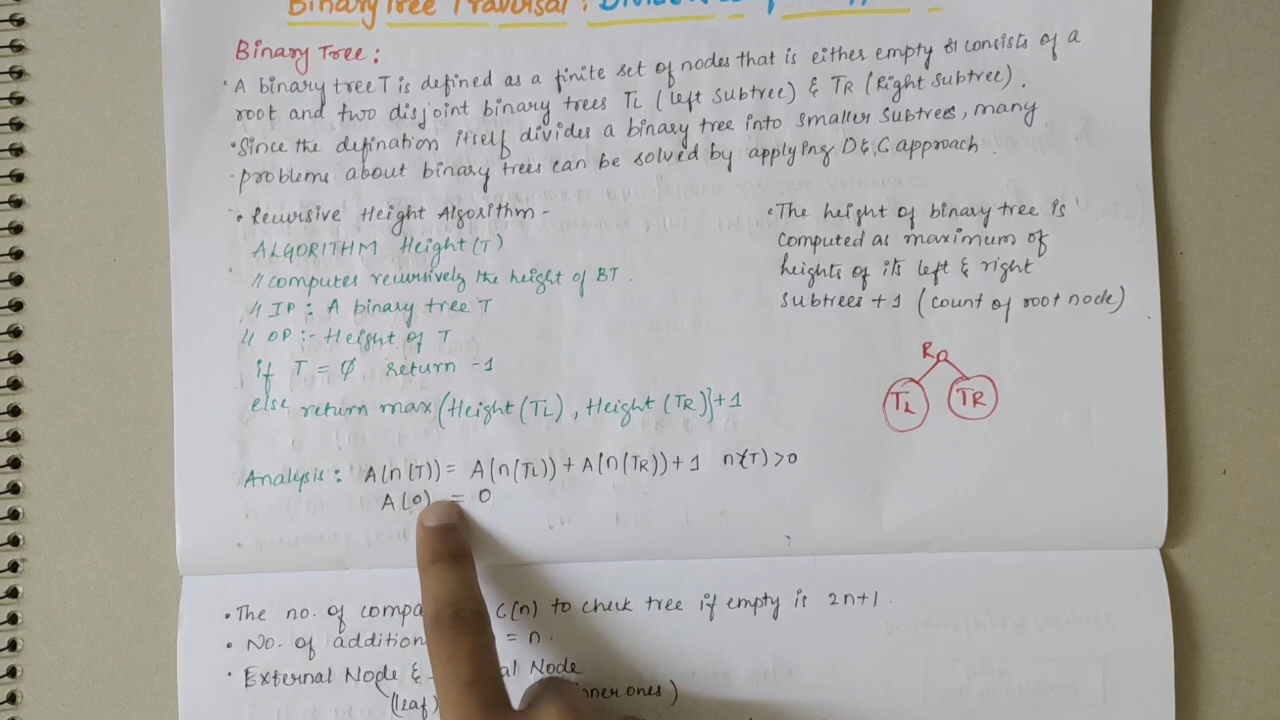 Binary Tree Traversal :
Binary Tree :
• A binary tree T is defined as a finite set of nodes that is either empty or consists of a
root and two disjoint binary trees TL (left subtree) & TR (Right subtree).
• Since the defination itself divides a binary tree into smaller subtrees, many
problems about binary trees can be solved by applying D&C approach.
• Recursive Height Algorithm -
ALGORITHM Height(T)
// computes recursively the height of BT.
// IP : A binary tree T
// OP :- Height of T
if T = ∅ return -1
else return max{Height(TL), Height(TR)}+1
• The height of binary tree is
computed as maximum of
heights of its left & right
subtrees +1 (count of root node)
R
TL TR
Analysis : A(n(T)) = A(n(TL)) + A(n(TR)) + 1 n(T) > 0
A(0) = 0
• The no. of C(n) to check tree if empty is 2n+1.
• No. of addition = n.
• External Node & Node
(leaf) inner ones)